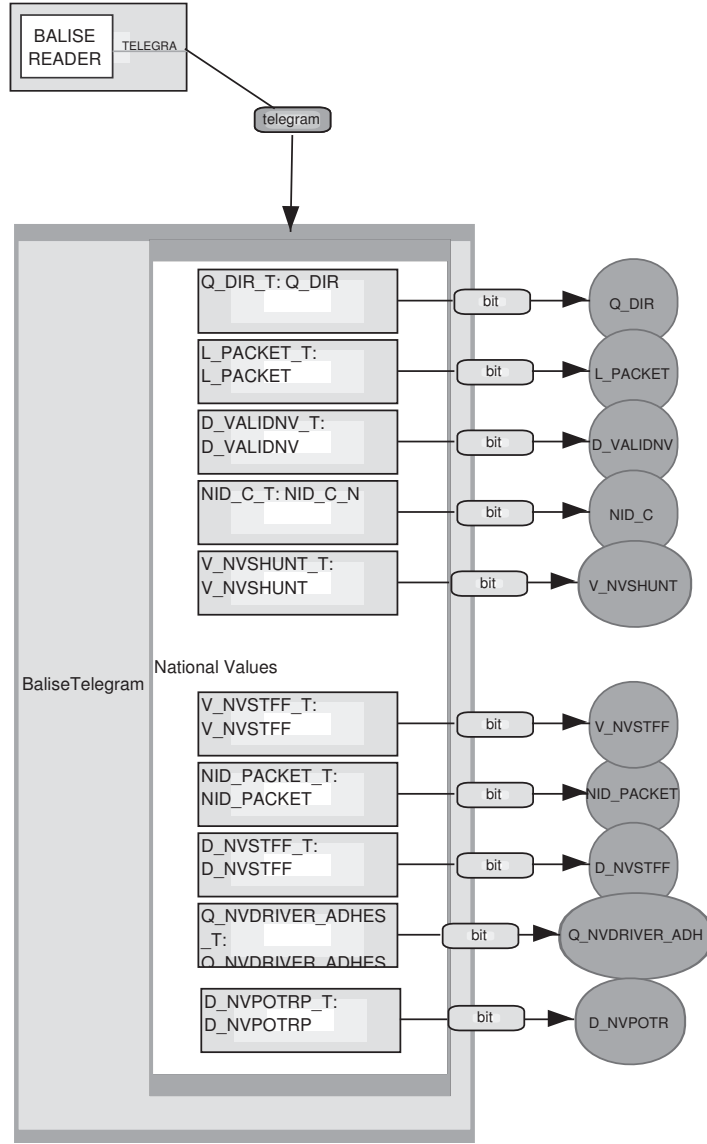 BALISE
READER
TELEGRA
telegram
Q_DIR_T: Q_DIR
bit
Q_DIR
L_PACKET_T:
L_PACKET
bit
L_PACKET
D_VALIDNV_T:
D_VALIDNV
bit
D_VALIDNV
NID_C_T: NID_C_N
bit
NID_C
V_NVSHUNT_T:
V_NVSHUNT
bit
V_NVSHUNT
National Values
BaliseTelegram
V_NVSTFF_T:
V_NVSTFF
bit
V_NVSTFF
NID_PACKET_T:
NID_PACKET
bit
NID_PACKET
D_NVSTFF_T:
D_NVSTFF
bit
D_NVSTFF
Q_NVDRIVER_ADHES
_T:
Q_NVDRIVER_ADHES
bit
Q_NVDRIVER_ADH
D_NVPOTRP_T:
D_NVPOTRP
bit
D_NVPOTR